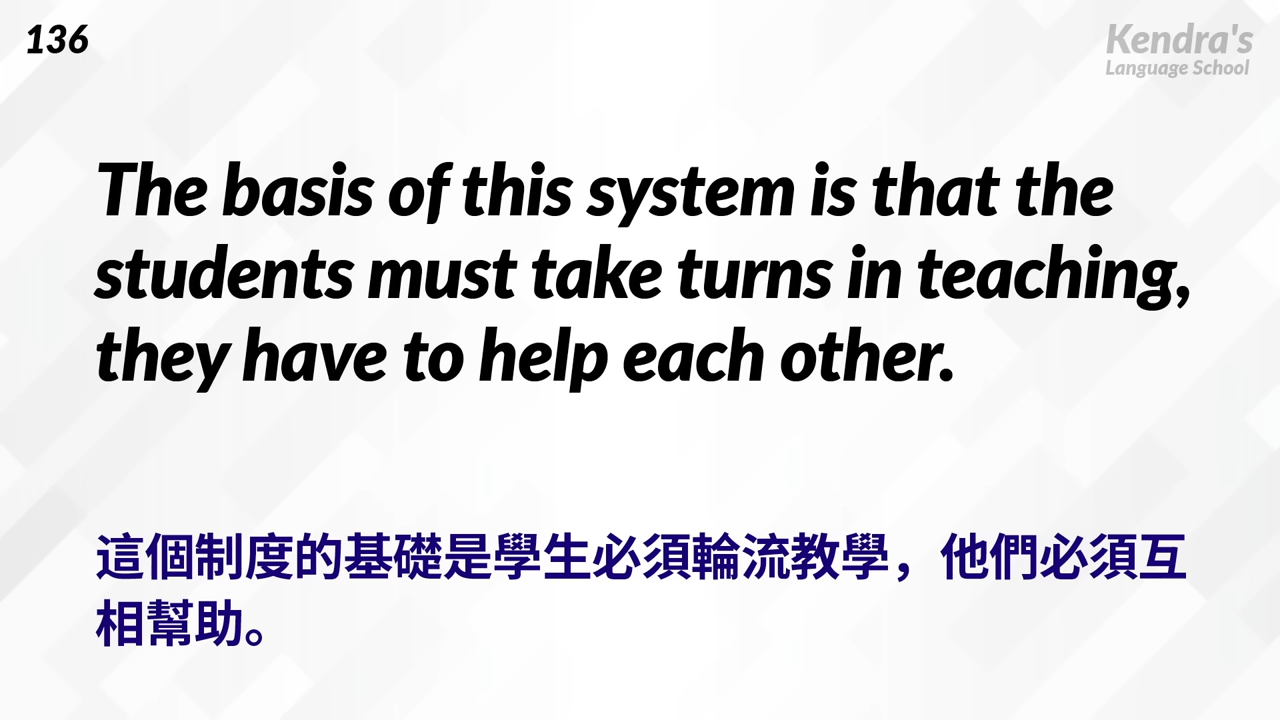 136
Kendra's
Language School
The basis of this system is that the
students must take turns in teaching,
they have to help each other.
這個制度的基礎是學生必須輪流教學，他們必須互
相幫助。